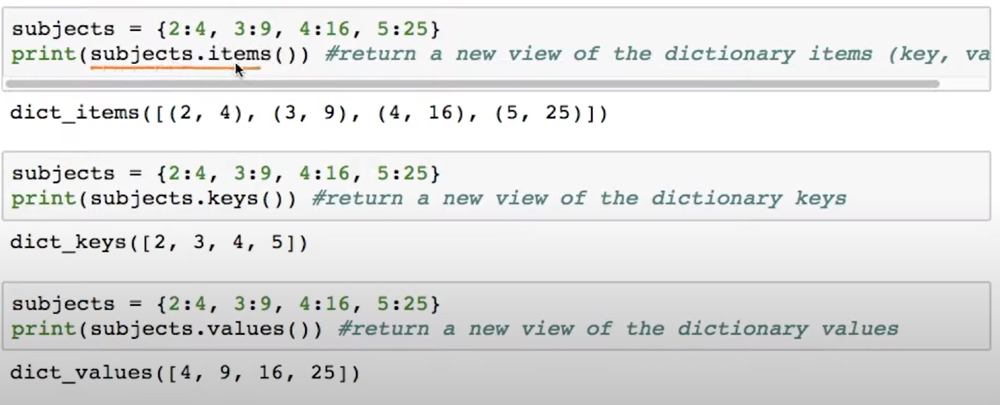 subjects = {2:4, 3:9, 4:16, 5:25}
print(subjects.items()) #return a new view of the dictionary items (key, va
dict_items([(2, 4), (3, 9), (4, 16), (5, 25)])
subjects = {2:4, 3:9, 4:16, 5:25}
print(subjects.keys()) #return a new view of the dictionary keys
dict_keys([2, 3, 4, 5])
subjects = {2:4, 3:9, 4:16, 5:25}
print(subjects.values()) #return a new view of the dictionary values
dict_values([4, 9, 16, 25])